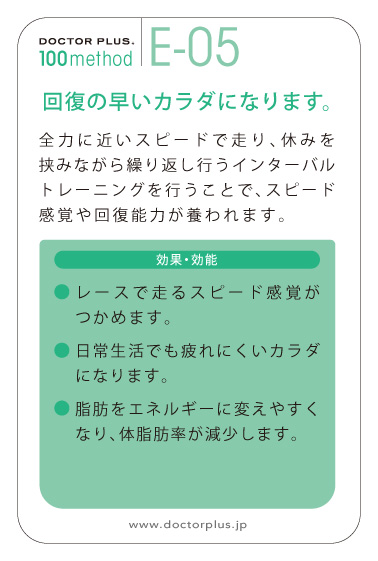 DOCTOR PLUS.
100method
E-05
回復の早いカラダになります。
全力に近いスピードで走り、休みを
挟みながら繰り返し行うインターバル
トレーニングを行うことで、スピード
感覚や回復能力が養われます。
効果・効能
● レースで走るスピード感覚が
つかめます。
● 日常生活でも疲れにくいカラダ
になります。
● 脂肪をエネルギーに変えやすく
なり、体脂肪率が減少します。
www.doctorplus.jp